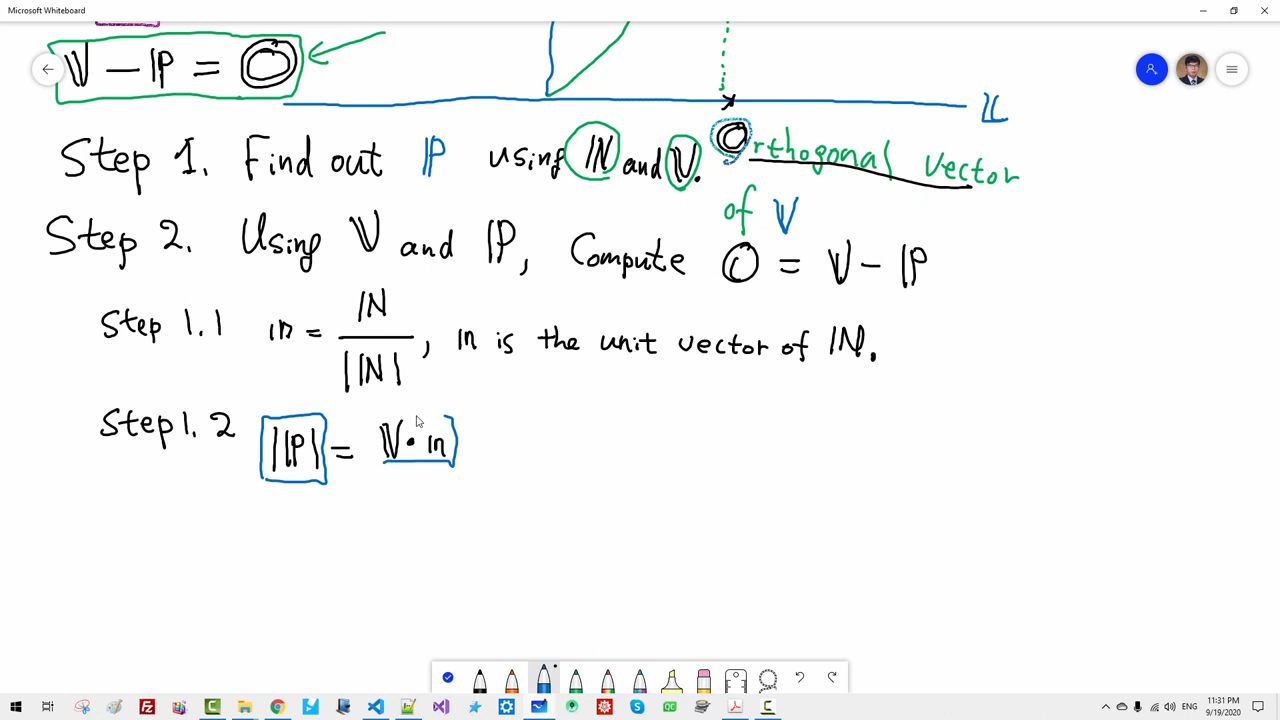 Microsoft Whiteboard
V - P = O
L
Step 1. Find out P using N and V.
Orthogonal vector
of V
Step 2. Using V and P, Compute O = V - P
Step 1.1 n = N / |N|, n is the unit vector of N.
Step 1.2 |P| = V • n
ENG
11:31 PM
9/19/2020